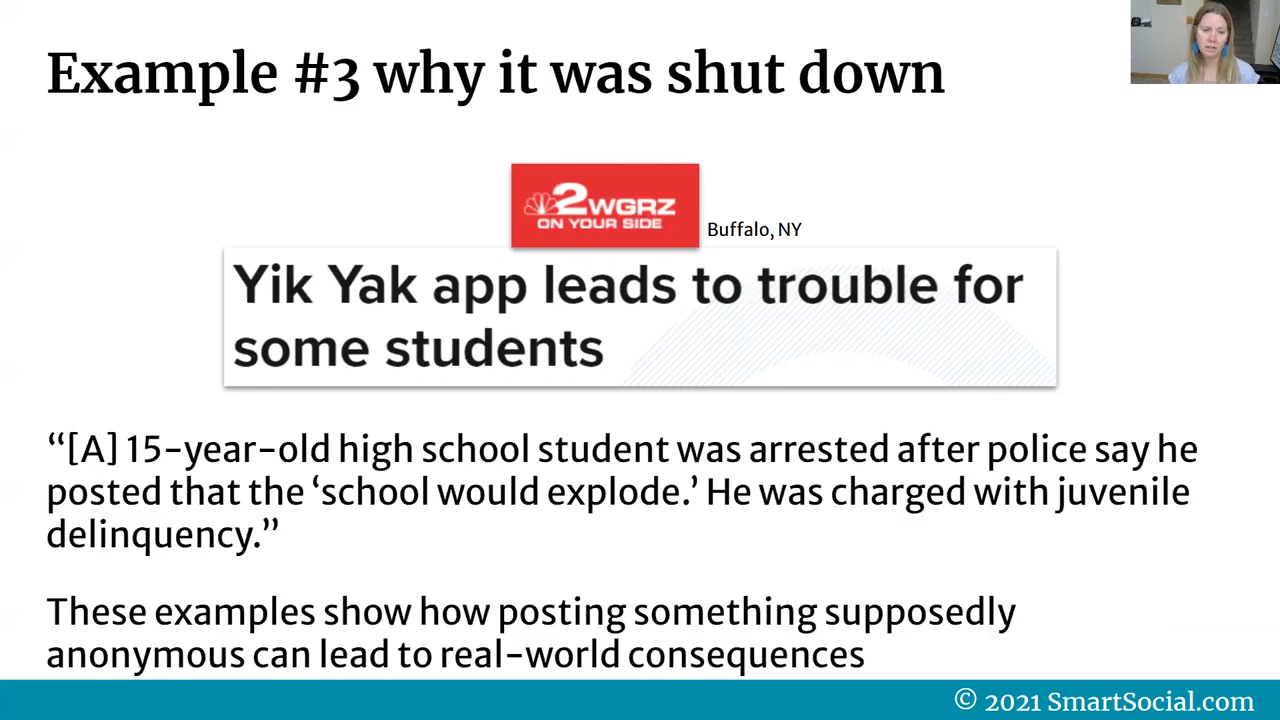 Example #3 why it was shut down
2 WGRZ
ON YOUR SIDE
Buffalo, NY
Yik Yak app leads to trouble for
some students
“[A] 15-year-old high school student was arrested after police say he
posted that the ‘school would explode.’ He was charged with juvenile
delinquency.”
These examples show how posting something supposedly
anonymous can lead to real-world consequences
© 2021 SmartSocial.com